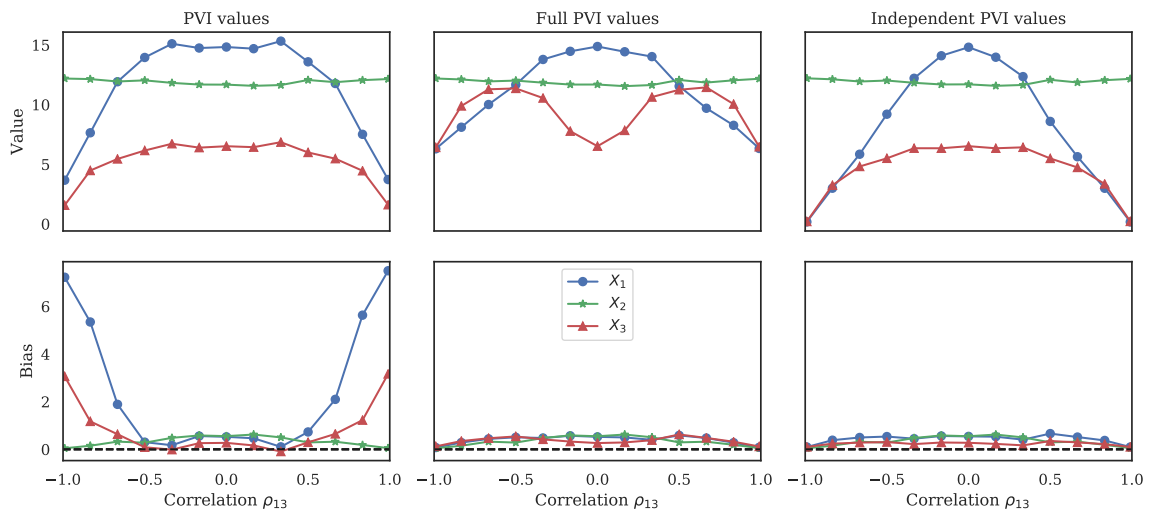 PVI values
Full PVI values
Independent PVI values
Value
15
10
5
0
Bias
6
4
2
0
X₁
X₂
X₃
−1.0 −0.5 0.0 0.5 1.0
−1.0 −0.5 0.0 0.5 1.0
−1.0 −0.5 0.0 0.5 1.0
Correlation ρ₁₃
Correlation ρ₁₃
Correlation ρ₁₃